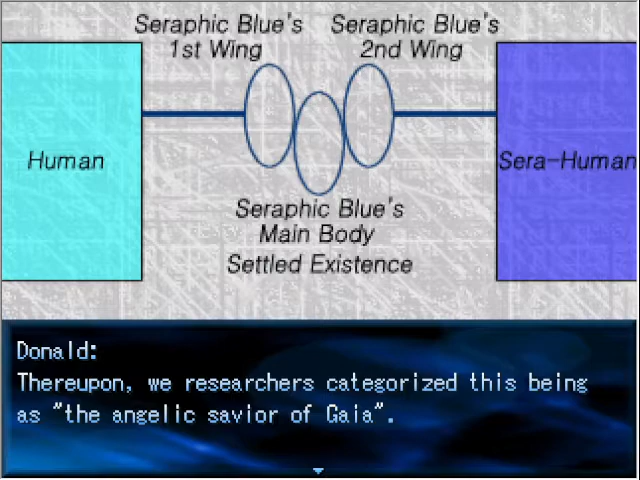 Seraphic Blue's
1st Wing
Seraphic Blue's
2nd Wing
Human
Sera-Human
Seraphic Blue's
Main Body
Settled Existence
Donald:
Thereupon, we researchers categorized this being
as "the angelic savior of Gaia".